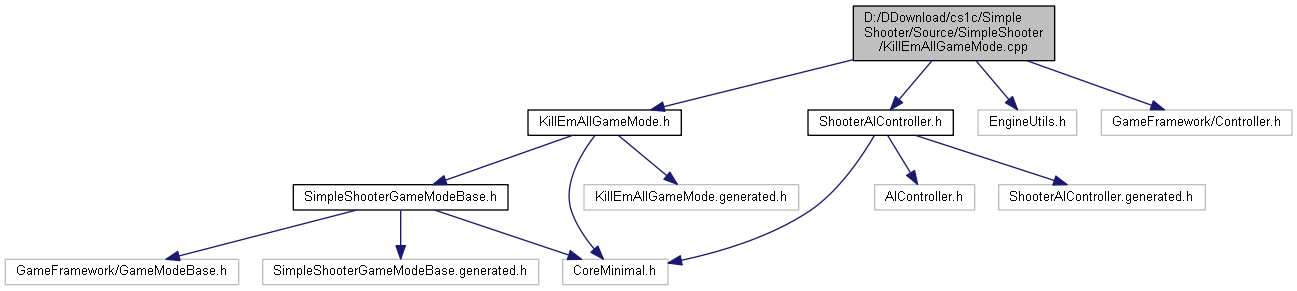 D:/DDownload/cs1c/Simple
Shooter/Source/SimpleShooter
/KillEmAllGameMode.cpp
KillEmAllGameMode.h
ShooterAIController.h
EngineUtils.h
GameFramework/Controller.h
SimpleShooterGameModeBase.h
KillEmAllGameMode.generated.h
AIController.h
ShooterAIController.generated.h
GameFramework/GameModeBase.h
SimpleShooterGameModeBase.generated.h
CoreMinimal.h